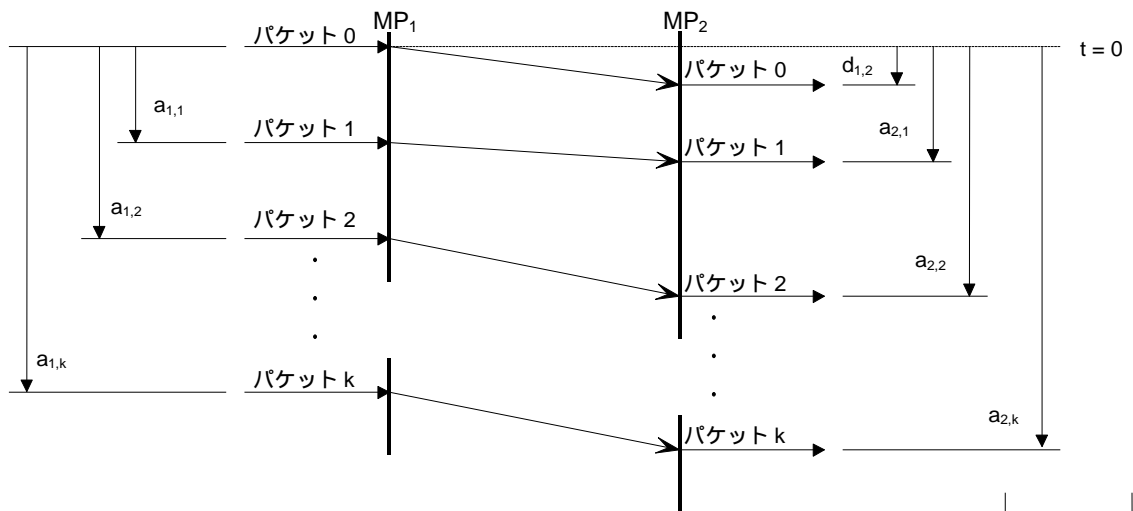 MP1 MP2
パケット 0
t = 0
パケット 0
d1,2
a1,1
パケット 1
パケット 1
a2,1
a1,2
パケット 2
パケット 2
a2,2
a1,k
パケット k
パケット k
a2,k